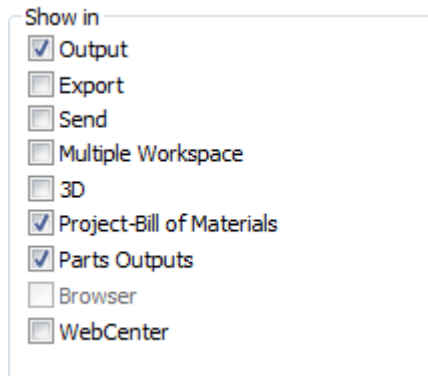 Show in
Output
Export
Send
Multiple Workspace
3D
Project-Bill of Materials
Parts Outputs
Browser
WebCenter